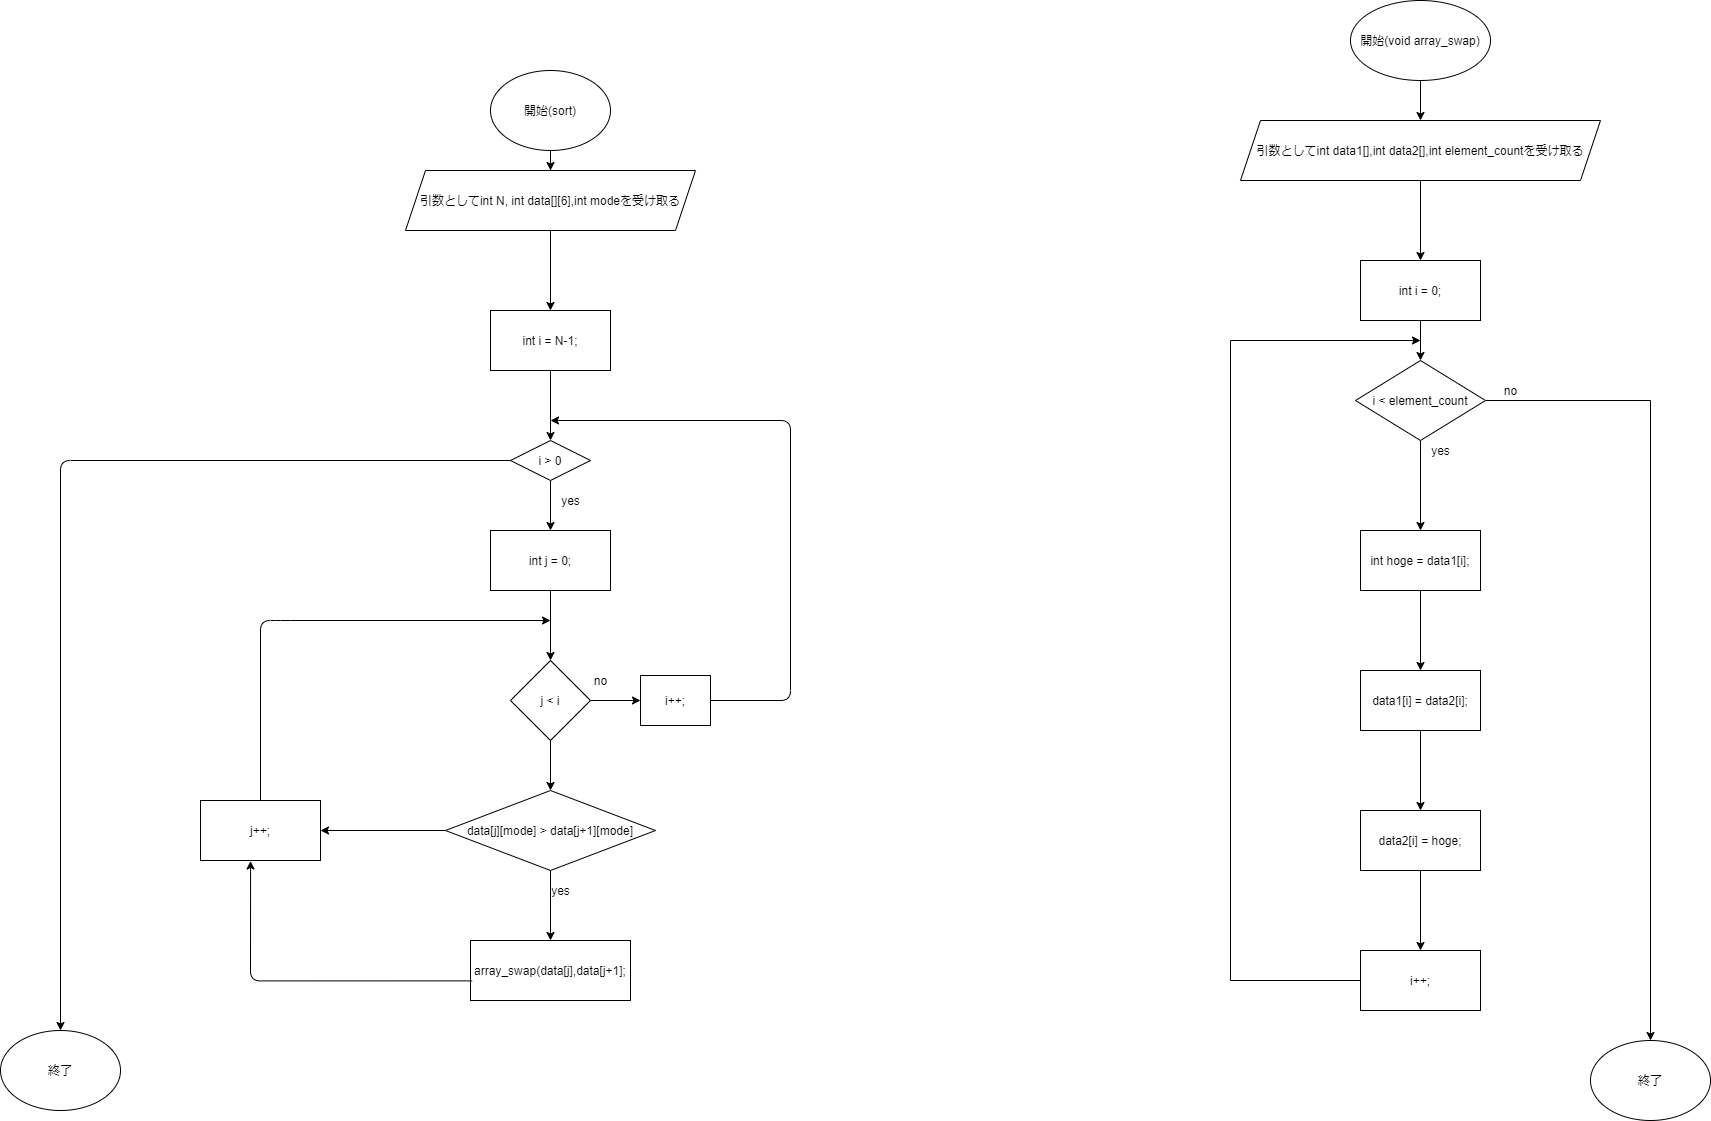 開始(sort)
引数としてint N, int data[][6],int modeを受け取る
int i = N-1;
i > 0
yes
int j = 0;
j < i
no
i++;
data[j][mode] > data[j+1][mode]
j++;
yes
array_swap(data[j],data[j+1];
終了
開始(void array_swap)
引数としてint data1[],int data2[],int element_countを受け取る
int i = 0;
i < element_count
no
yes
int hoge = data1[i];
data1[i] = data2[i];
data2[i] = hoge;
i++;
終了